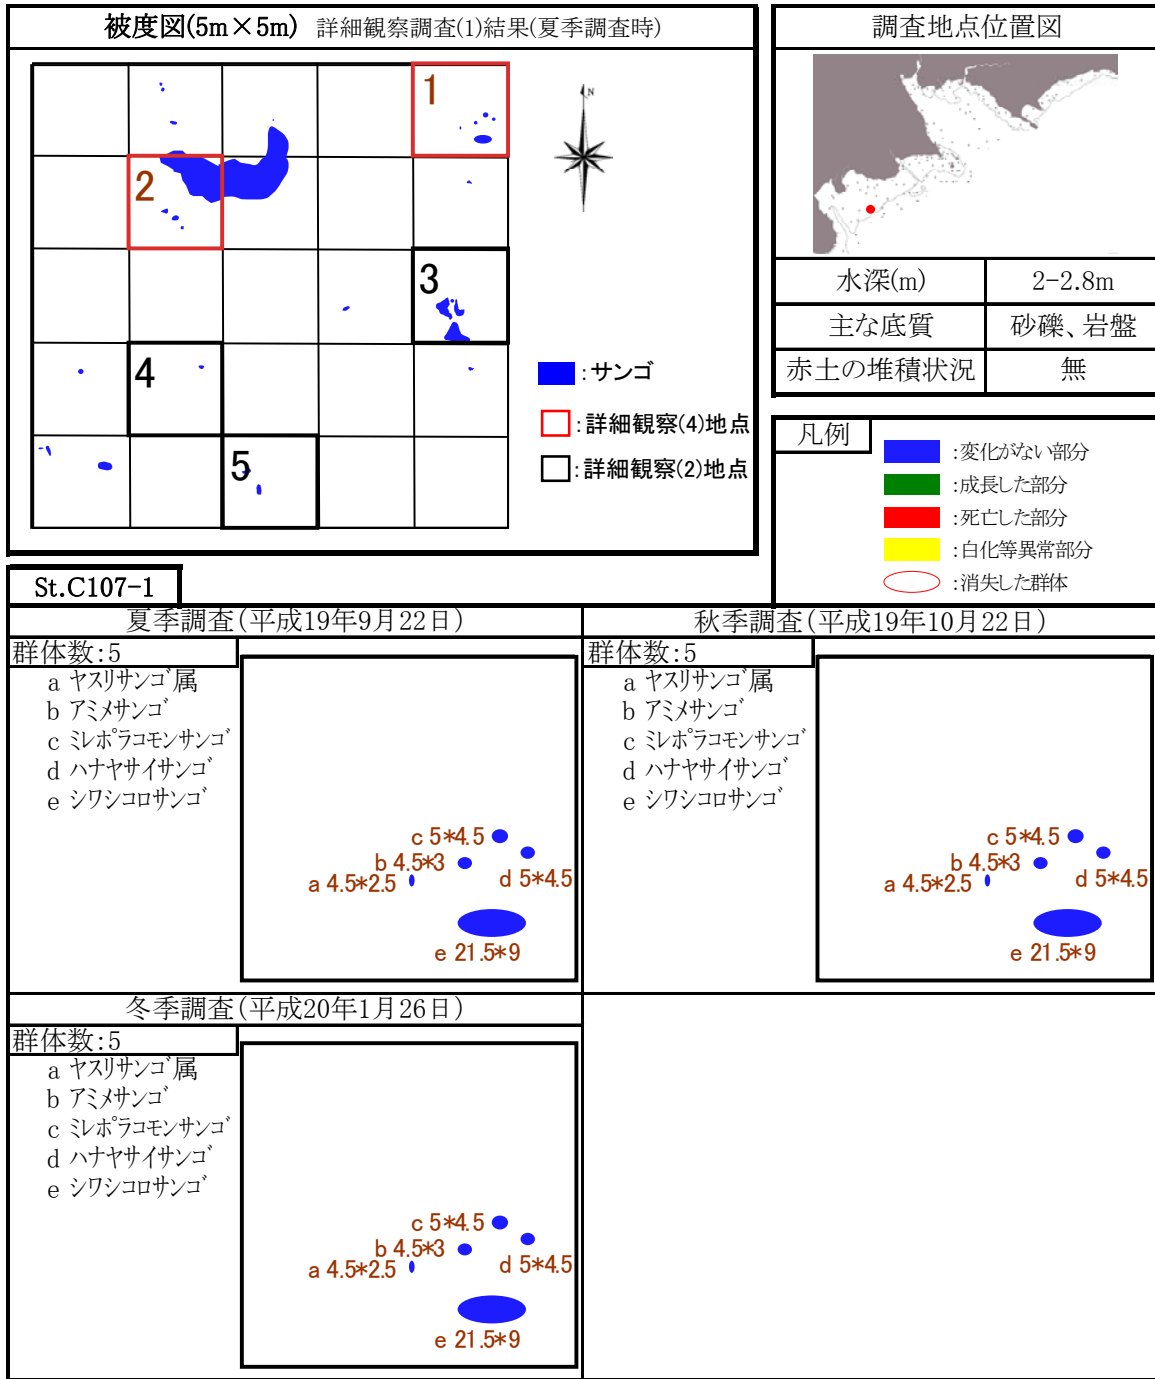 被度図(5m×5m) 詳細観察調査(1)結果(夏季調査時)
1
2
3
4
5
N
:サンゴ
:詳細観察(4)地点
:詳細観察(2)地点
調査地点位置図
水深(m) 2-2.8m
主な底質 砂礫、岩盤
赤土の堆積状況 無
凡例
:変化がない部分
:成長した部分
:死亡した部分
:白化等異常部分
:消失した群体
St.C107-1
夏季調査(平成19年9月22日)
群体数:5
a ヤスリサンゴ属
b アミメサンゴ
c ミレポラコモンサンゴ
d ハナヤサイサンゴ
e シワシコロサンゴ
c 5*4.5
b 4.5*3
a 4.5*2.5
d 5*4.5
e 21.5*9
秋季調査(平成19年10月22日)
群体数:5
a ヤスリサンゴ属
b アミメサンゴ
c ミレポラコモンサンゴ
d ハナヤサイサンゴ
e シワシコロサンゴ
c 5*4.5
b 4.5*3
a 4.5*2.5
d 5*4.5
e 21.5*9
冬季調査(平成20年1月26日)
群体数:5
a ヤスリサンゴ属
b アミメサンゴ
c ミレポラコモンサンゴ
d ハナヤサイサンゴ
e シワシコロサンゴ
c 5*4.5
b 4.5*3
a 4.5*2.5
d 5*4.5
e 21.5*9